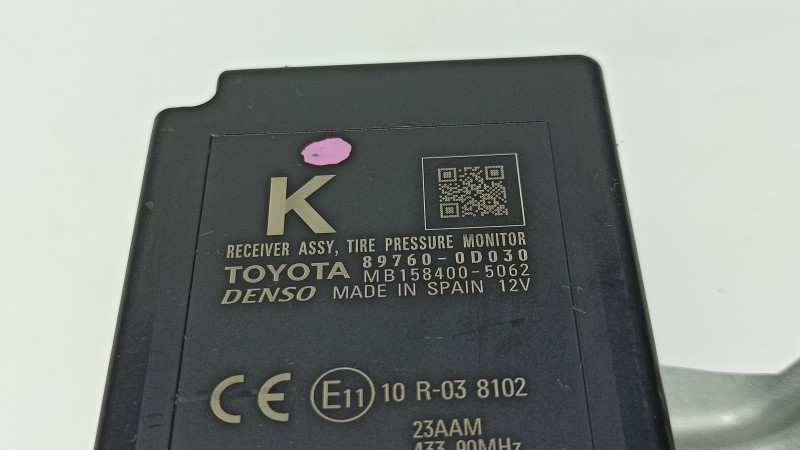 K
RECEIVER ASSY, TIRE PRESSURE MONITOR
TOYOTA 89760-0D030
MB158400-5062
DENSO MADE IN SPAIN 12V
CE E11 10 R-03 8102
23AAM
433.90MHz